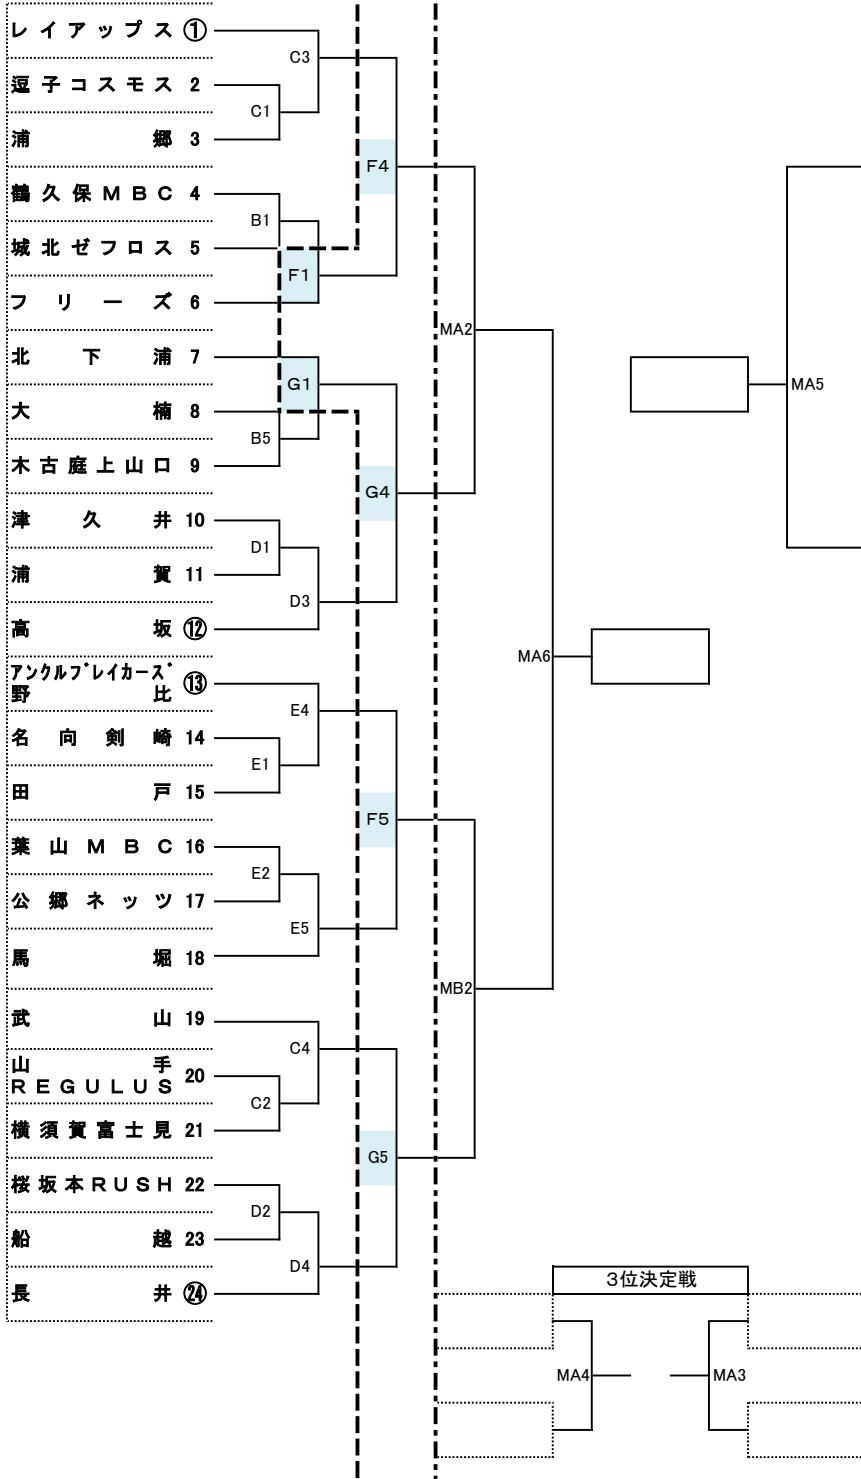 レイアップス ①
C3
逗子コスモス 2
C1
浦郷 3
F4
鶴久保MBC 4
B1
城北ゼフロス 5
F1
フリーズ 6
MA2
北下浦 7
G1
MA5
大楠 8
B5
木古庭上山口 9
G4
津久井 10
D1
浦賀 11
D3
高坂 ⑫
MA6
アンクルブレイカーズ
野比 ⑬
E4
名向剣崎 14
E1
田戸 15
F5
葉山MBC 16
E2
公郷ネッツ 17
E5
馬堀 18
MB2
武山 19
C4
山手
REGULUS 20
C2
横須賀富士見 21
G5
桜坂本RUSH 22
D2
船越 23
D4
長井 ㉔
3位決定戦
MA4
MA3